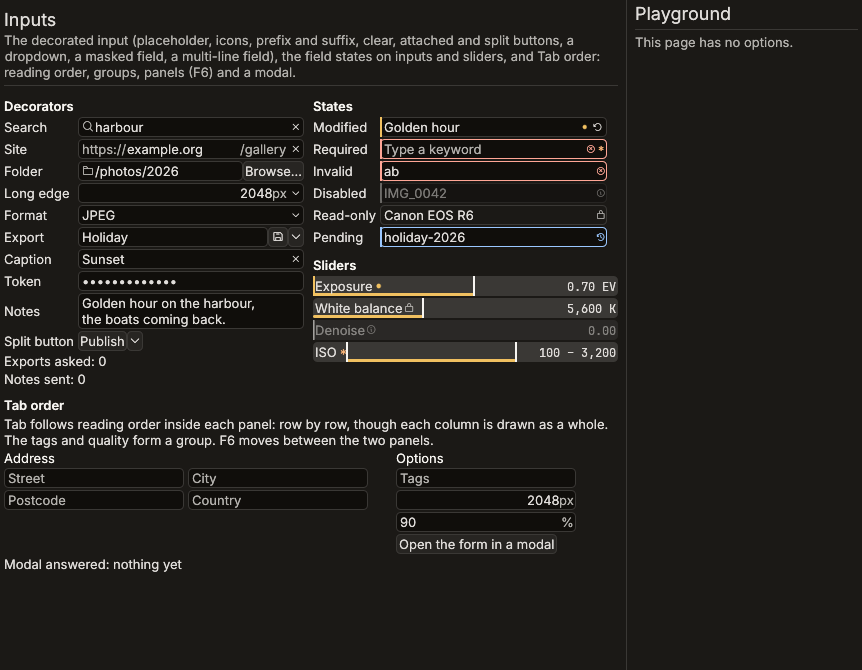 Inputs
The decorated input (placeholder, icons, prefix and suffix, clear, attached and split buttons, a
dropdown, a masked field, a multi-line field), the field states on inputs and sliders, and Tab order:
reading order, groups, panels (F6) and a modal.
Decorators
Search harbour
Site https://example.org /gallery
Folder /photos/2026 Browse...
Long edge 2048px
Format JPEG
Export Holiday
Caption Sunset
Token •••••••••••••
Notes Golden hour on the harbour,
the boats coming back.
Split button Publish
Exports asked: 0
Notes sent: 0
States
Modified Golden hour
Required Type a keyword *
Invalid ab
Disabled IMG_0042
Read-only Canon EOS R6
Pending holiday-2026
Sliders
Exposure 0.70 EV
White balance 5,600 K
Denoise 0.00
ISO * 100 – 3,200
Tab order
Tab follows reading order inside each panel: row by row, though each column is drawn as a whole.
The tags and quality form a group. F6 moves between the two panels.
Address
Street City
Postcode Country
Options
Tags
2048px
90 %
Open the form in a modal
Modal answered: nothing yet
Playground
This page has no options.